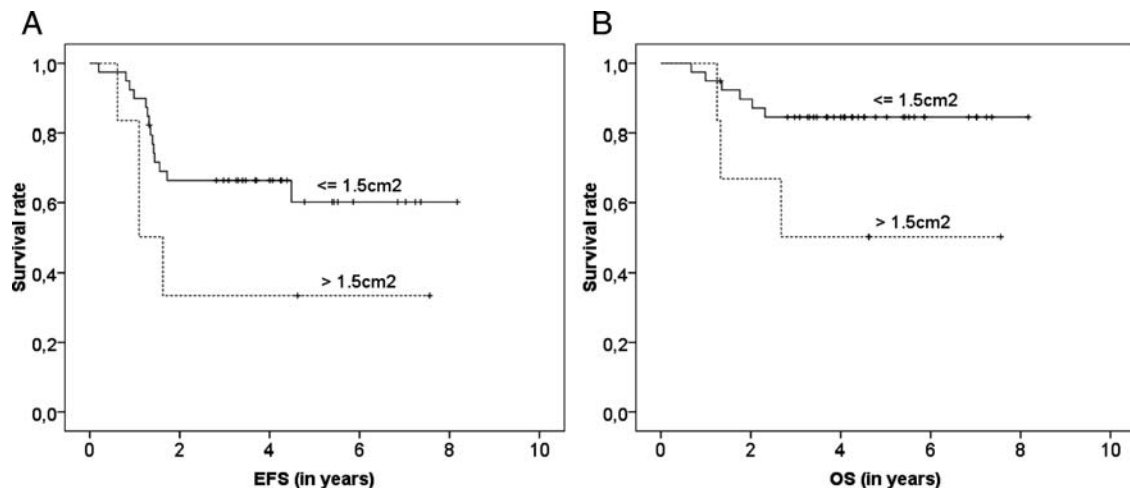 A
Survival rate
1,0
0,8
0,6
0,4
0,2
0,0
<= 1.5cm2
> 1.5cm2
0 2 4 6 8 10
EFS (in years)
B
Survival rate
1,0
0,8
0,6
0,4
0,2
0,0
<= 1.5cm2
> 1.5cm2
0 2 4 6 8 10
OS (in years)